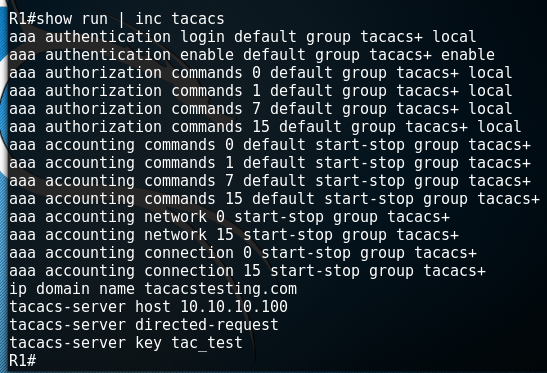 R1#show run | inc tacacs
aaa authentication login default group tacacs+ local
aaa authentication enable default group tacacs+ enable
aaa authorization commands 0 default group tacacs+ local
aaa authorization commands 1 default group tacacs+ local
aaa authorization commands 7 default group tacacs+ local
aaa authorization commands 15 default group tacacs+ local
aaa accounting commands 0 default start-stop group tacacs+
aaa accounting commands 1 default start-stop group tacacs+
aaa accounting commands 7 default start-stop group tacacs+
aaa accounting commands 15 default start-stop group tacacs+
aaa accounting network 0 start-stop group tacacs+
aaa accounting network 15 start-stop group tacacs+
aaa accounting connection 0 start-stop group tacacs+
aaa accounting connection 15 start-stop group tacacs+
ip domain name tacacstesting.com
tacacs-server host 10.10.10.100
tacacs-server directed-request
tacacs-server key tac_test
R1#